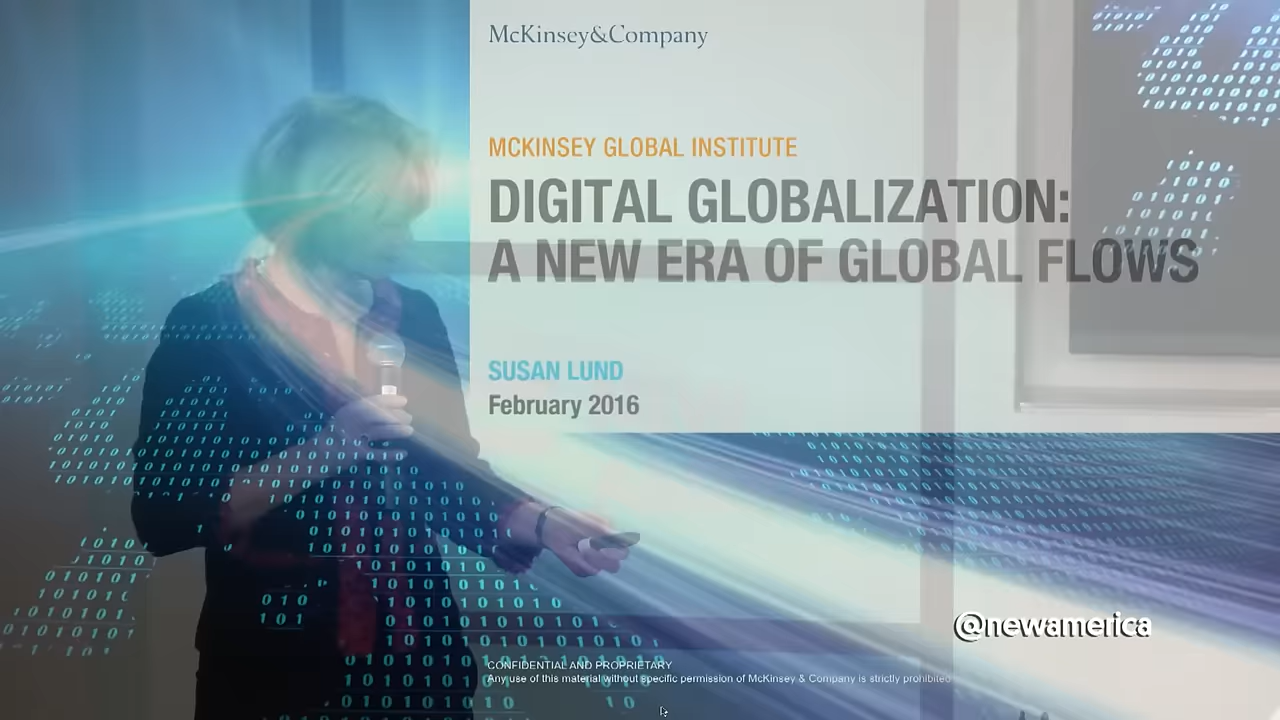 McKinsey&Company
MCKINSEY GLOBAL INSTITUTE
DIGITAL GLOBALIZATION:
A NEW ERA OF GLOBAL FLOWS
SUSAN LUND
February 2016
@newamerica
CONFIDENTIAL AND PROPRIETARY
Any use of this material without specific permission of McKinsey & Company is strictly prohibited